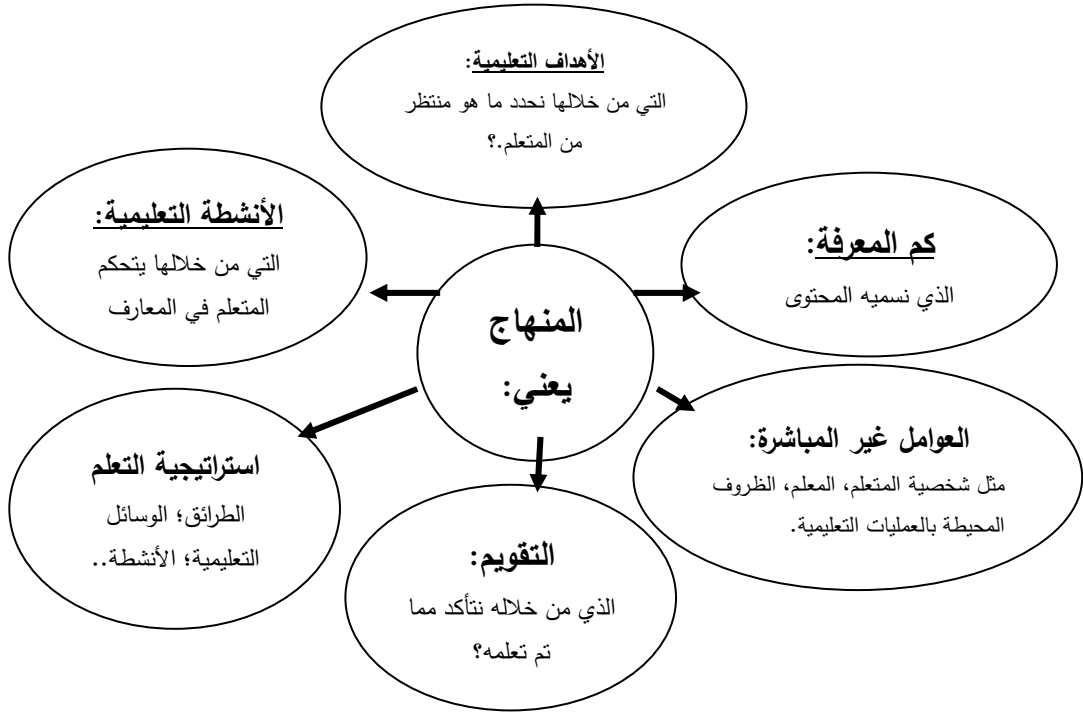 الأهداف التعليمية:
التي من خلالها نحدد ما هو منتظر
من المتعلم.؟
كم المعرفة:
الذي نسميه المحتوى
الأنشطة التعليمية:
التي من خلالها يتحكم
المتعلم في المعارف
المنهاج
يعني:
العوامل غير المباشرة:
مثل شخصية المتعلم، المعلم، الظروف
المحيطة بالعمليات التعليمية.
استراتيجية التعلم
الطرائق؛ الوسائل
التعليمية؛ الأنشطة..
التقويم:
الذي من خلاله نتأكد مما
تم تعلمه؟